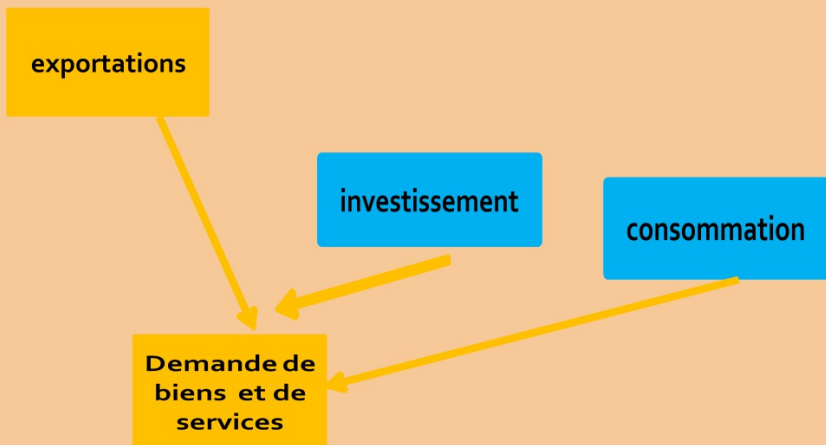 exportations
investissement
consommation
Demande de
biens et de
services